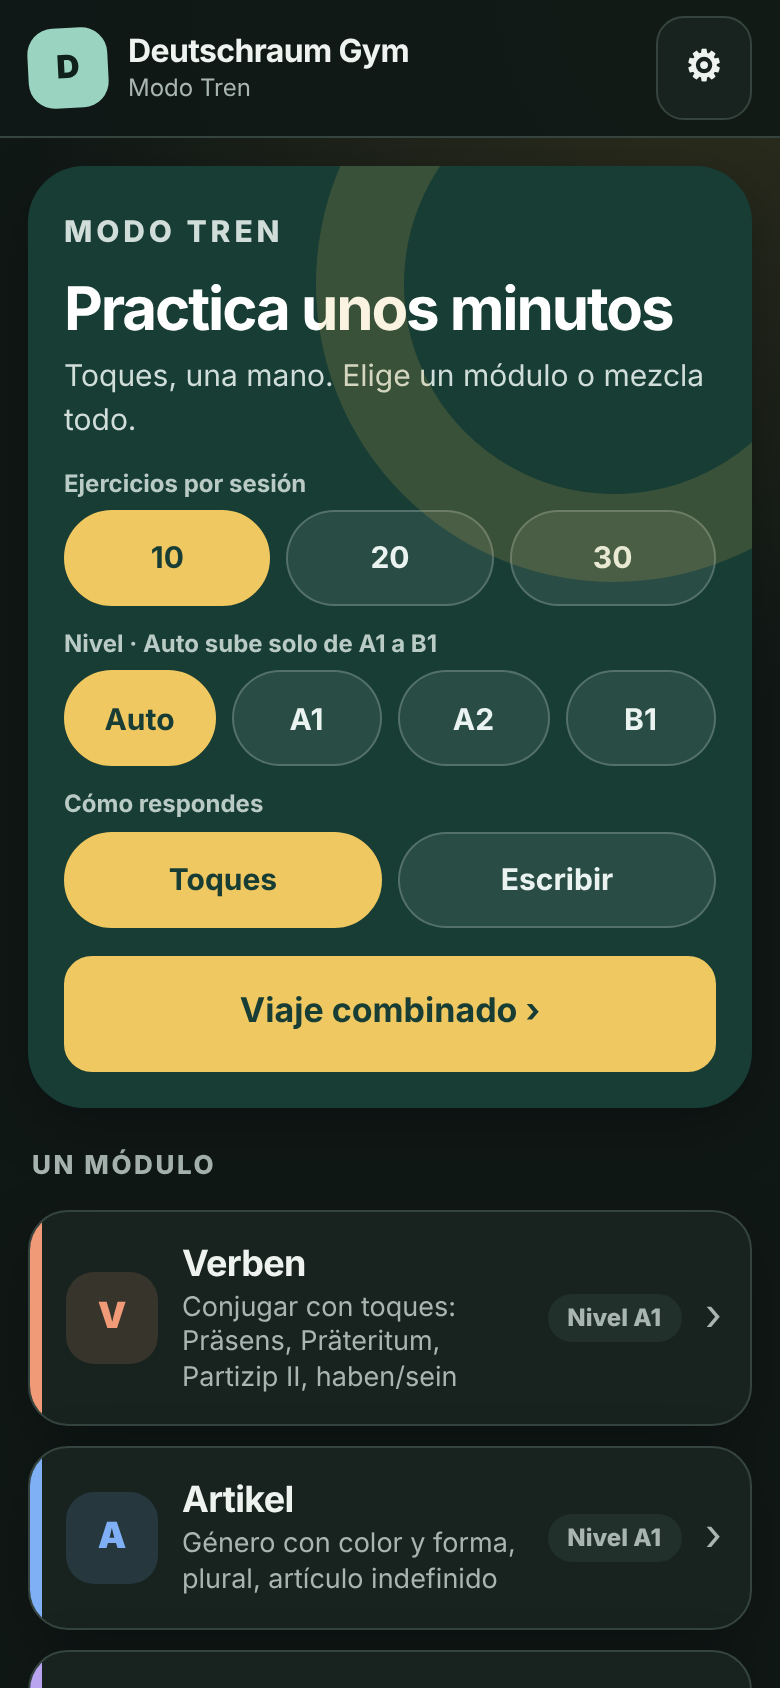 D
Deutschraum Gym
Modo Tren
⚙
MODO TREN
Practica unos minutos
Toques, una mano. Elige un módulo o mezcla
todo.
Ejercicios por sesión
10
20
30
Nivel · Auto sube solo de A1 a B1
Auto
A1
A2
B1
Cómo respondes
Toques
Escribir
Viaje combinado ›
UN MÓDULO
V
Verben
Conjugar con toques:
Präsens, Präteritum,
Partizip II, haben/sein
Nivel A1
›
A
Artikel
Género con color y forma,
plural, artículo indefinido
Nivel A1
›